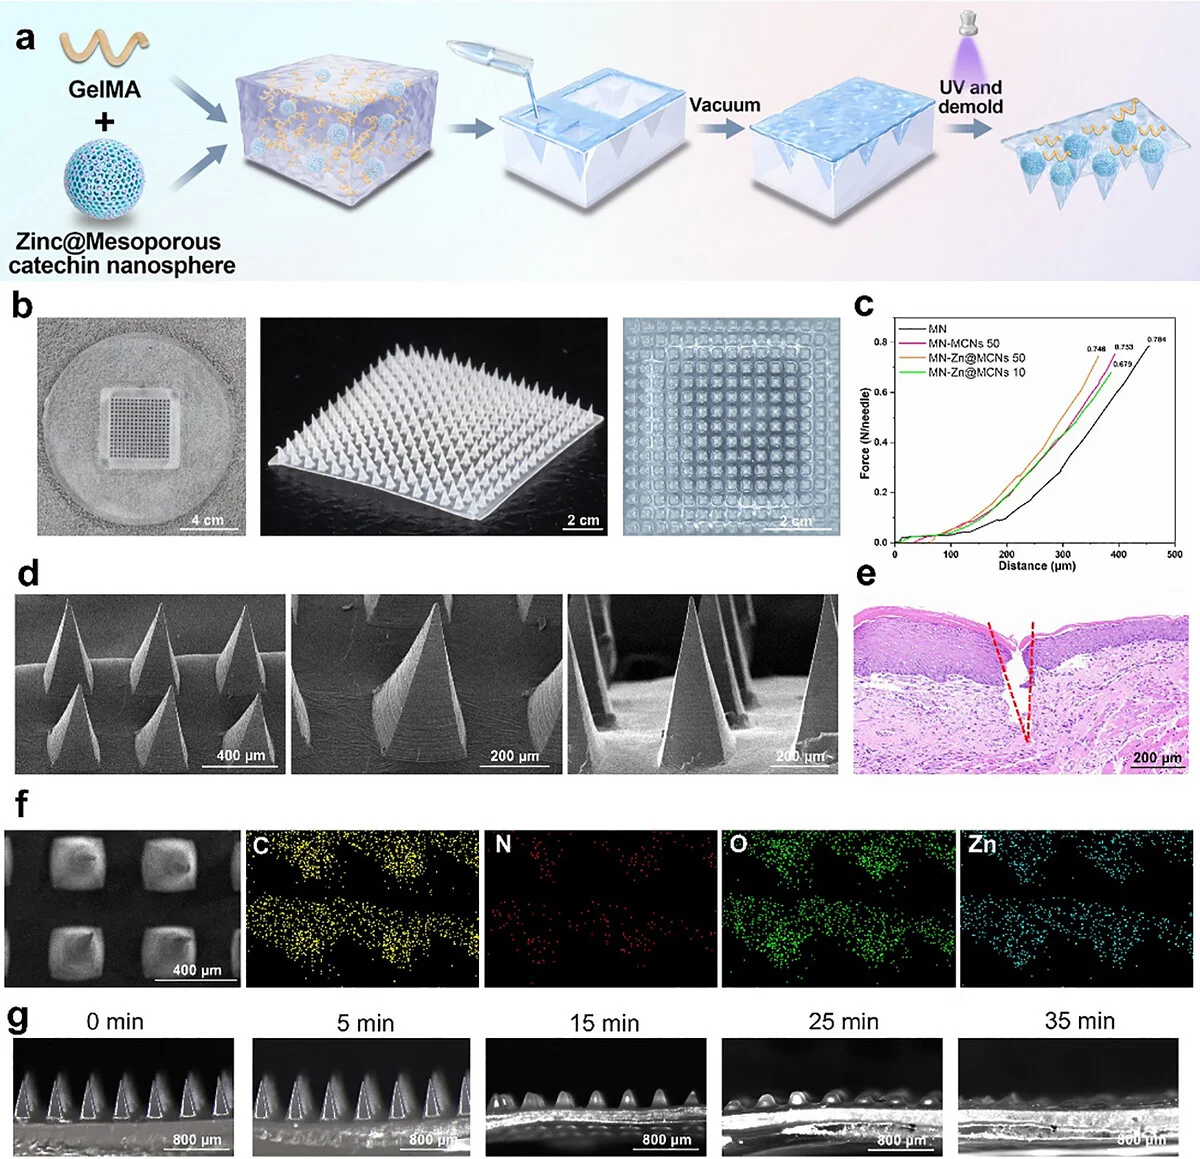 a
GelMA
+
Zinc@Mesoporous
catechin nanosphere
Vacuum
UV and
demold
b
4 cm
2 cm
2 cm
c
MN
MN-MCNs 50
MN-Zn@MCNs 50
MN-Zn@MCNs 10
0.746
0.753
0.784
0.679
Force (N/needle)
0.8
0.6
0.4
0.2
0.0
0
100
200
300
400
500
Distance (μm)
d
400 μm
200 μm
200 μm
e
200 μm
f
400 μm
C
N
O
Zn
g
0 min
5 min
15 min
25 min
35 min
800 μm
800 μm
800 μm
800 μm
800 μm